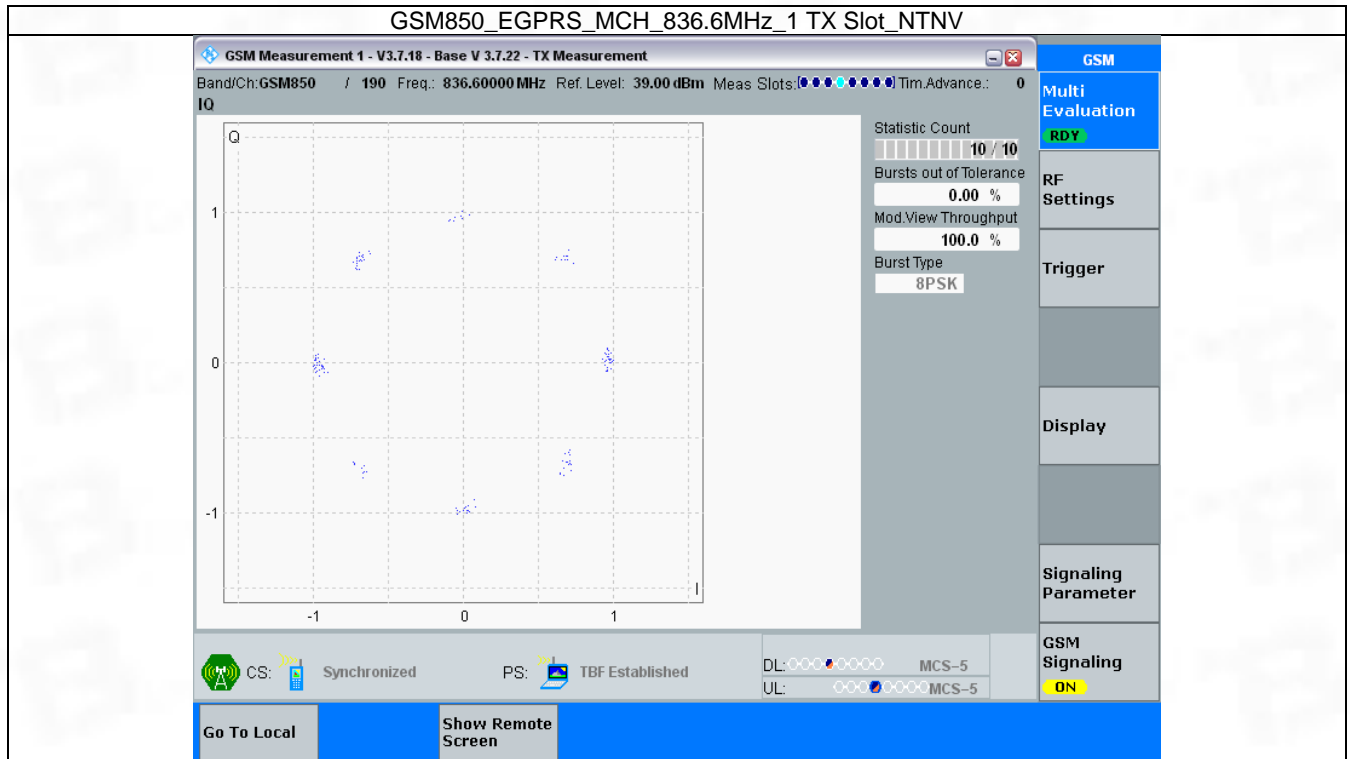 GSM850_EGPRS_MCH_836.6MHz_1 TX Slot_NTNV
GSM Measurement 1 - V3.7.18 - Base V 3.7.22 - TX Measurement
GSM
Band/Ch:GSM850 / 190 Freq.: 836.60000 MHz Ref. Level: 39.00 dBm Meas Slots: Tim.Advance.: 0
IQ
Multi Evaluation
RDY
Q
Statistic Count
10 / 10
Bursts out of Tolerance
0.00 %
Mod.View Throughput
100.0 %
Burst Type
8PSK
RF Settings
Trigger
Display
Signaling Parameter
GSM Signaling
ON
1
0
-1
I
-1 0 1
CS: Synchronized PS: TBF Established DL: MCS-5
UL: MCS-5
Go To Local
Show Remote Screen